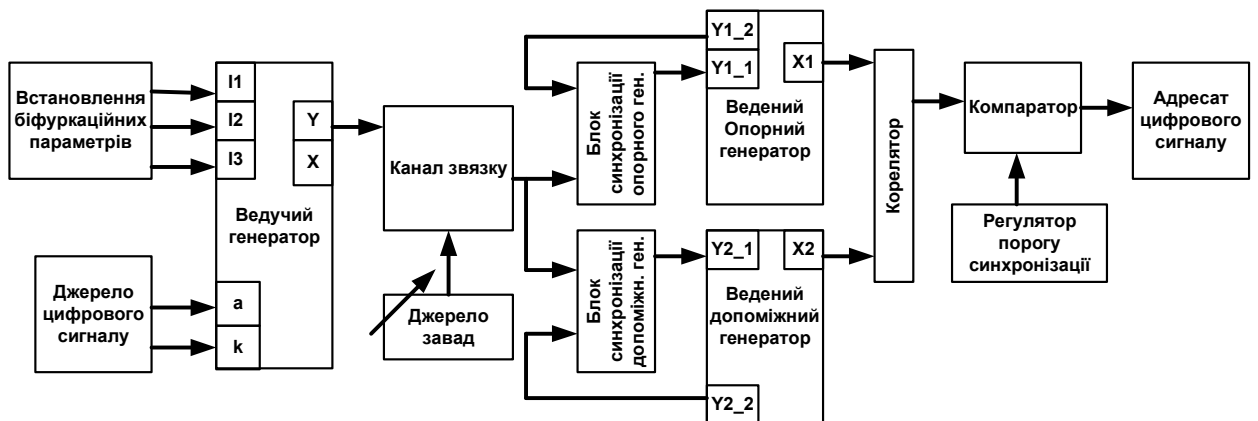 Встановлення
біфуркаційних
параметрів
I1
I2
I3
Y
X
Ведучий
генератор
a
k
Джерело
цифрового
сигналу
Канал звязку
Джерело
завад
Блок
синхронізації
опорного ген.
Y1_2
Y1_1
X1
Ведений
Опорний
генератор
Блок
синхронізації
допоміжн. ген.
Y2_1
X2
Ведений
допоміжний
генератор
Y2_2
Корелятор
Компаратор
Регулятор
порогу
синхронізації
Адресат
цифрового
сигналу